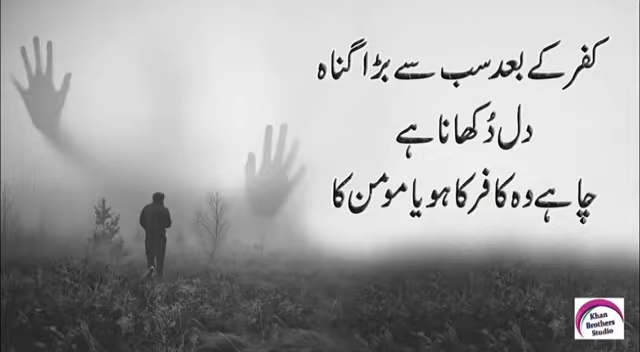 کفر کے بعد سب سے بڑا گناہ
دل دُکھانا ہے
چاہے وہ کافر کا ہو یا مومن کا
Khan
Brothers
Studio